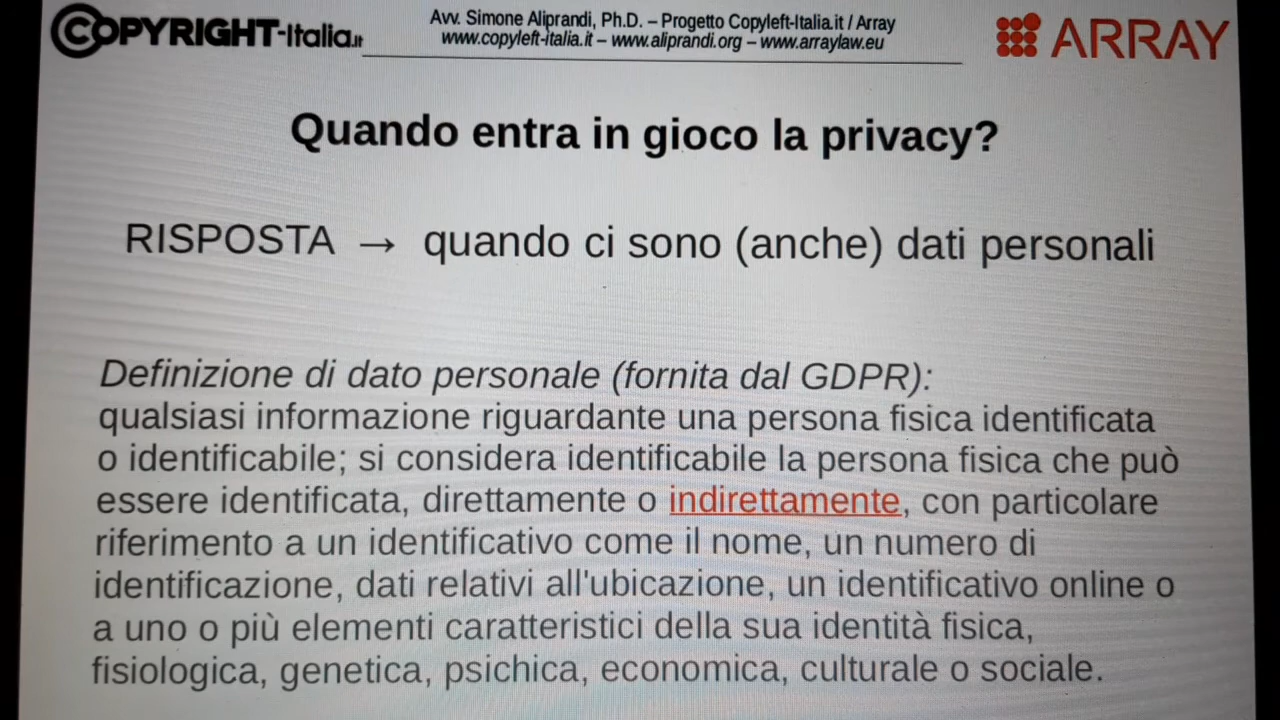 COPYRIGHT-Italia.it
Avv. Simone Aliprandi, Ph.D. – Progetto Copyleft-Italia.it / Array
www.copyleft-italia.it – www.aliprandi.org – www.arraylaw.eu
ARRAY
Quando entra in gioco la privacy?
RISPOSTA → quando ci sono (anche) dati personali
Definizione di dato personale (fornita dal GDPR):
qualsiasi informazione riguardante una persona fisica identificata
o identificabile; si considera identificabile la persona fisica che può
essere identificata, direttamente o indirettamente, con particolare
riferimento a un identificativo come il nome, un numero di
identificazione, dati relativi all'ubicazione, un identificativo online o
a uno o più elementi caratteristici della sua identità fisica,
fisiologica, genetica, psichica, economica, culturale o sociale.